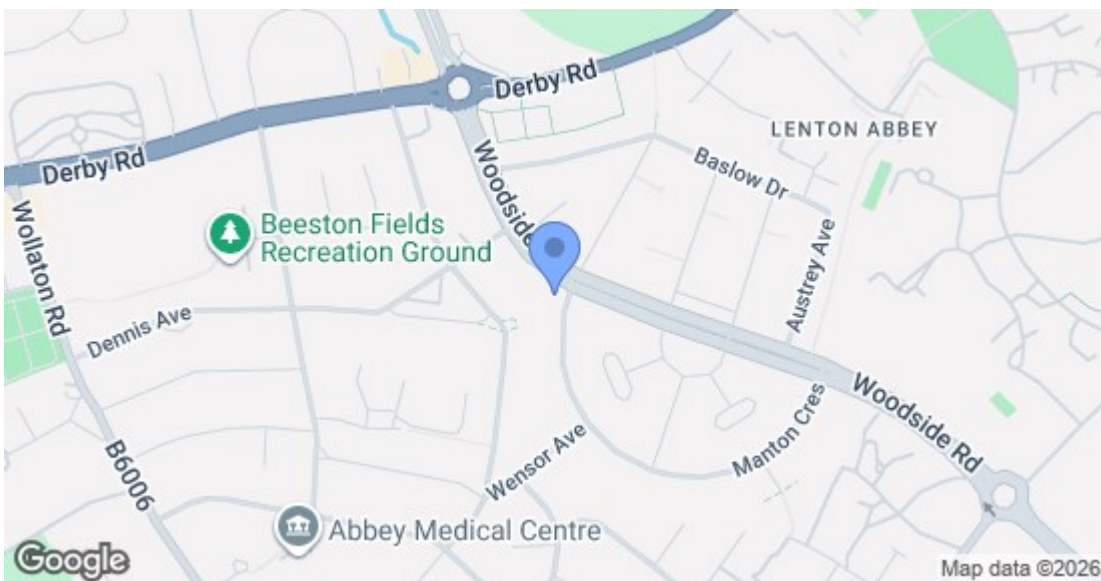 Derby Rd
Derby Rd
LENTON ABBEY
Baslow Dr
Woodside
Wollaton Rd
Beeston Fields
Recreation Ground
Austrey Ave
Dennis Ave
Woodside Rd
Manton Cres
Wensor Ave
B6006
Abbey Medical Centre
Google
Map data ©2026